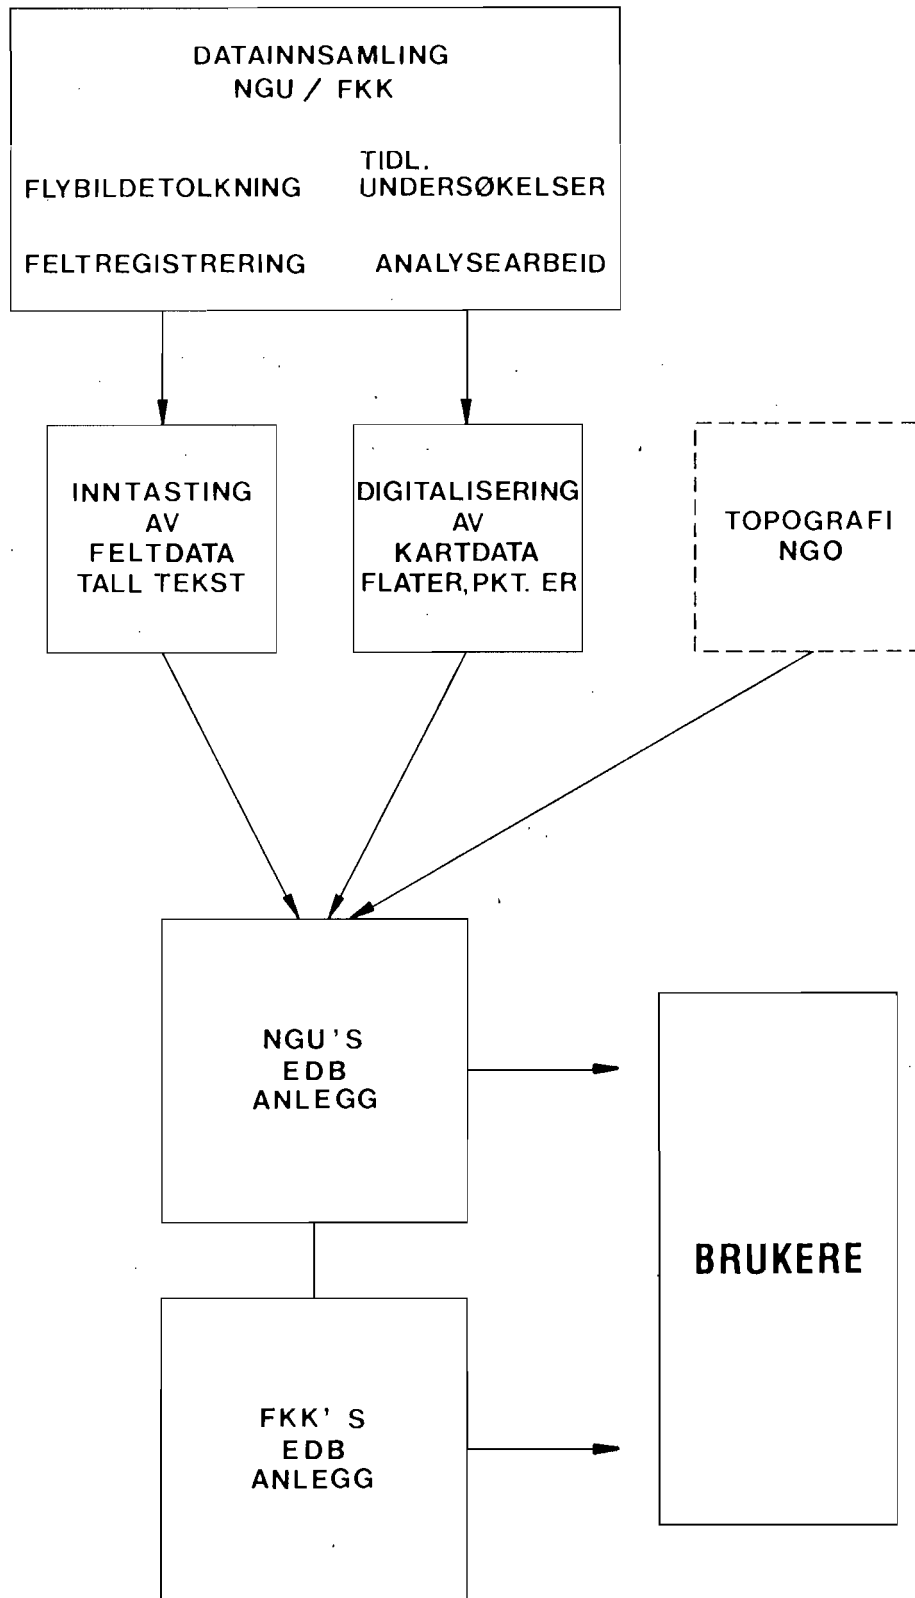 DATAINNSAMLING
NGU / FKK
FLYBILDETOLKNING
TIDL.
UNDERSØKELSER
FELTREGISTRERING
ANALYSEARBEID
INNTASTING
AV
FELTDATA
TALL TEKST
DIGITALISERING
AV
KARTDATA
FLATER, PKT. ER
TOPOGRAFI
NGO
NGU'S
EDB
ANLEGG
BRUKERE
FKK'S
EDB
ANLEGG